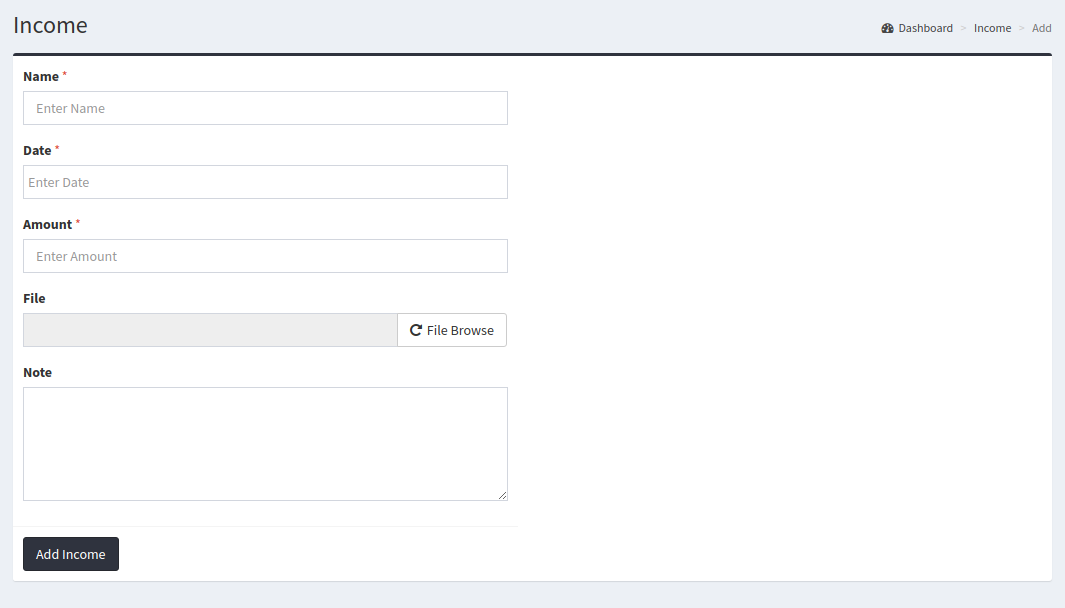 Income
Dashboard > Income > Add
Name *
Enter Name
Date *
Enter Date
Amount *
Enter Amount
File
File Browse
Note
Add Income